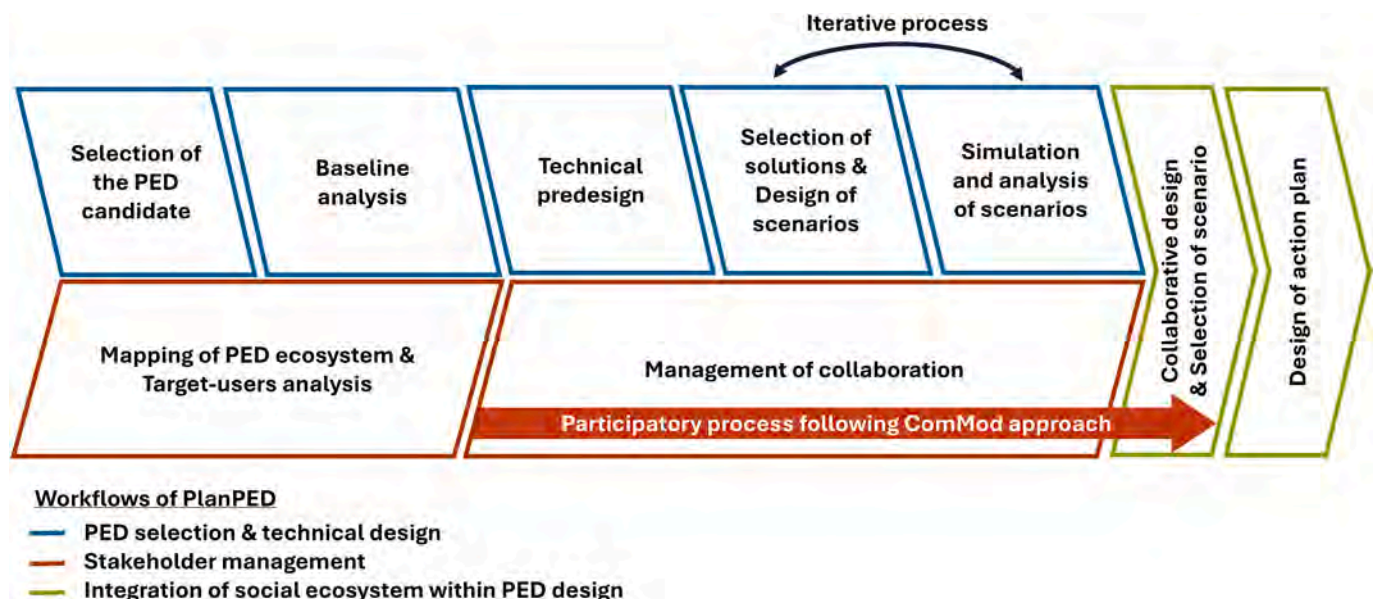 Iterative process
Selection of
the PED
candidate
Baseline
analysis
Technical
predesign
Selection of
solutions &
Design of
scenarios
Simulation
and analysis
of scenarios
Collaborative design
& Selection of scenario
Design of action plan
Mapping of PED ecosystem &
Target-users analysis
Management of collaboration
Participatory process following ComMod approach
Workflows of PlanPED
PED selection & technical design
Stakeholder management
Integration of social ecosystem within PED design